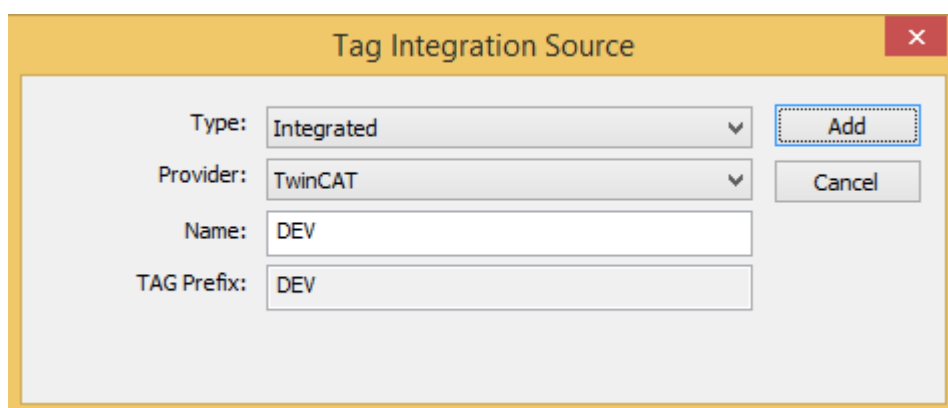 Tag Integration Source
Type: Integrated Add
Provider: TwinCAT Cancel
Name: DEV
TAG Prefix: DEV